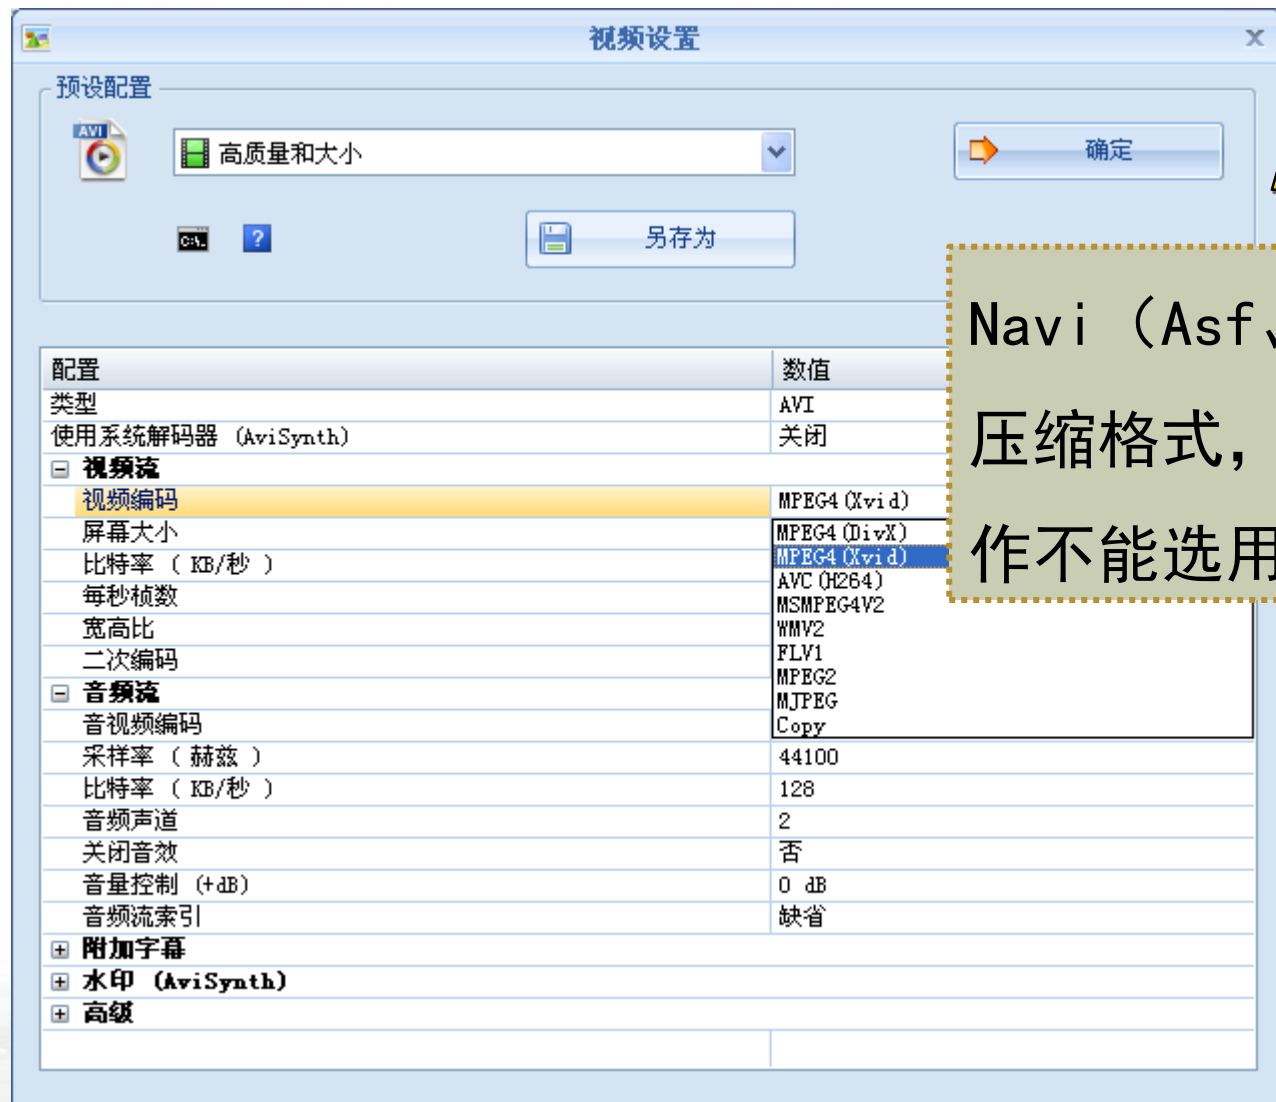 视频设置
预设配置
AVI
高质量和大小
确定
C:\.
?
另存为
Navi（Asf、
压缩格式，
作不能选用
配置 数值
类型 AVI
使用系统解码器 (AviSynth) 关闭
视频流
视频编码 MPEG4(Xvid)
屏幕大小
比特率 ( KB/秒 )
每秒桢数
宽高比
二次编码
MPEG4(DivX)
MPEG4(Xvid)
AVC(H264)
MSMPEG4V2
WMV2
FLV1
MPEG2
MJPEG
Copy
音频流
音视频编码
采样率 ( 赫兹 ) 44100
比特率 ( KB/秒 ) 128
音频声道 2
关闭音效 否
音量控制 (+dB) 0 dB
音频流索引 缺省
附加字幕
水印 (AviSynth)
高级